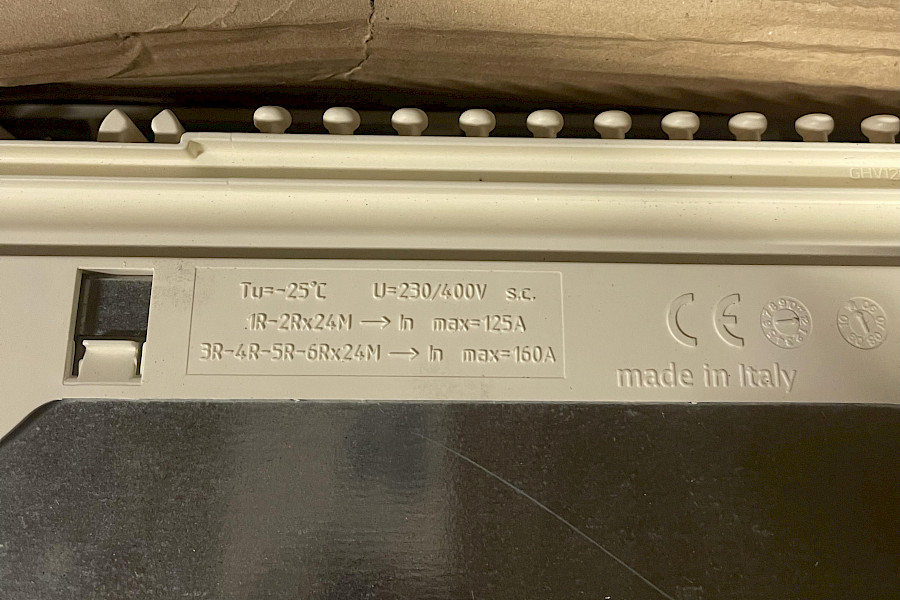 GHV12
Tu=-25°C U=230/400V s.c.
1R-2Rx24M → In max=125A
3R-4R-5R-6Rx24M → In max=160A
CE
made in Italy